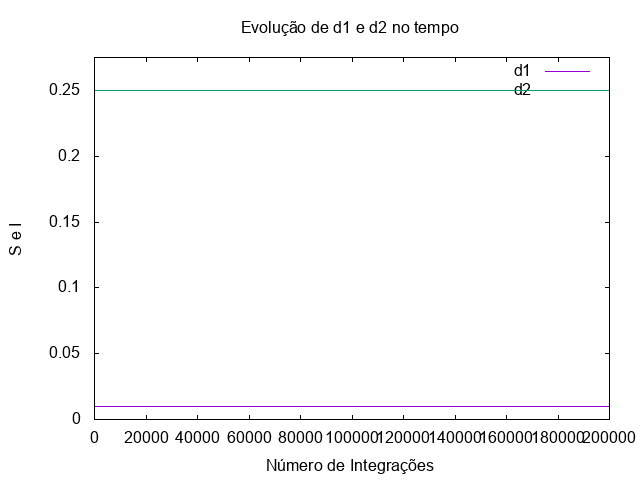 Evolução de d1 e d2 no tempo
d1
d2
0.25
0.2
0.15
0.1
0.05
0
S e I
0 20000 40000 60000 80000 100000 120000 140000 160000 180000 200000
Número de Integrações